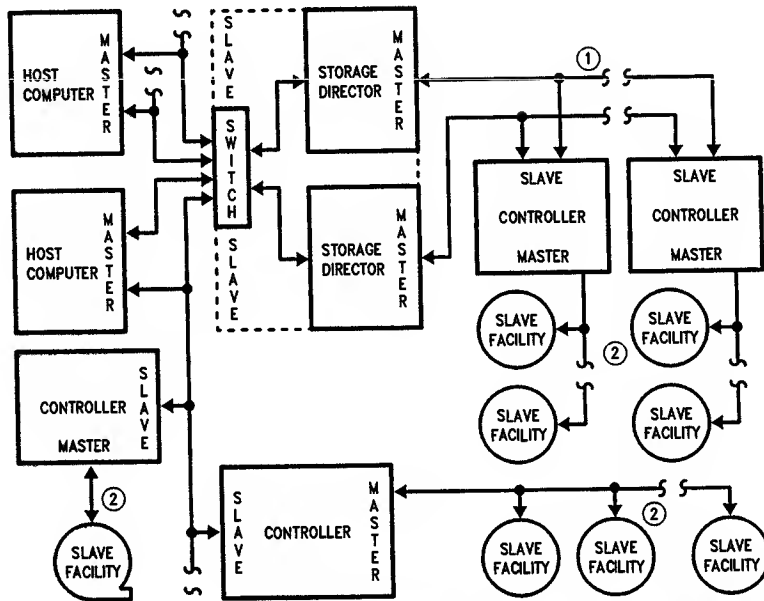 HOST
COMPUTER
MASTER
SLAVE
SWITCH
SLAVE
STORAGE
DIRECTOR
MASTER
①
HOST
COMPUTER
MASTER
STORAGE
DIRECTOR
MASTER
SLAVE
CONTROLLER
MASTER
SLAVE
CONTROLLER
MASTER
SLAVE
FACILITY
SLAVE
FACILITY
②
SLAVE
FACILITY
SLAVE
FACILITY
CONTROLLER
MASTER
SLAVE
②
SLAVE
FACILITY
SLAVE
CONTROLLER
MASTER
②
SLAVE
FACILITY
SLAVE
FACILITY
SLAVE
FACILITY